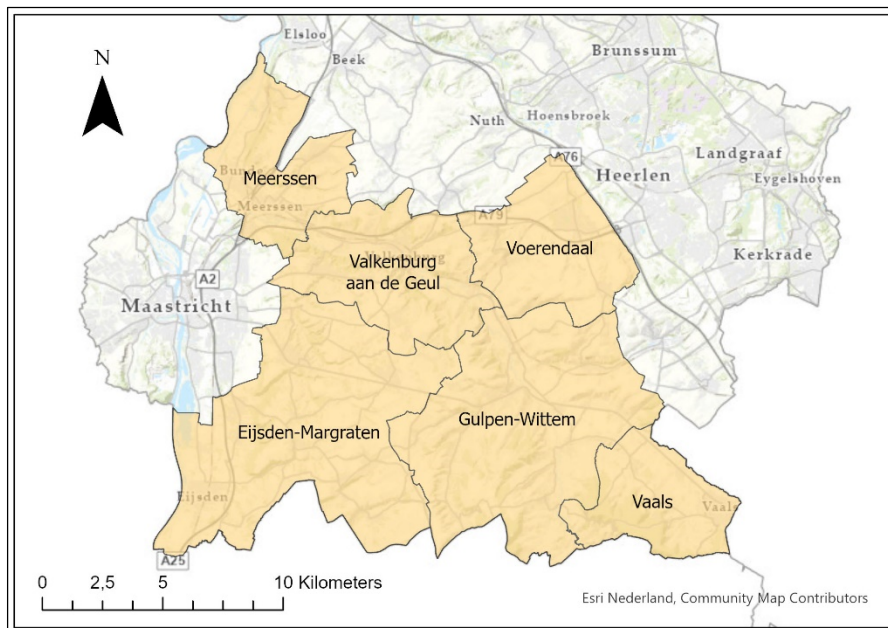 Elsloo
Beek
Brunssum
N
Nuth
Hoensbroek
A76
Landgraaf
Heerlen
Eygelshoven
Meerssen
Meerssen
A79
Voerendaal
Kerkrade
Valkenburg
aan de Geul
A2
Maastricht
Gulpen-Wittem
Eijsden-Margraten
Eijsden
Vaals
Vaals
A25
0 2,5 5 10 Kilometers
Esri Nederland, Community Map Contributors